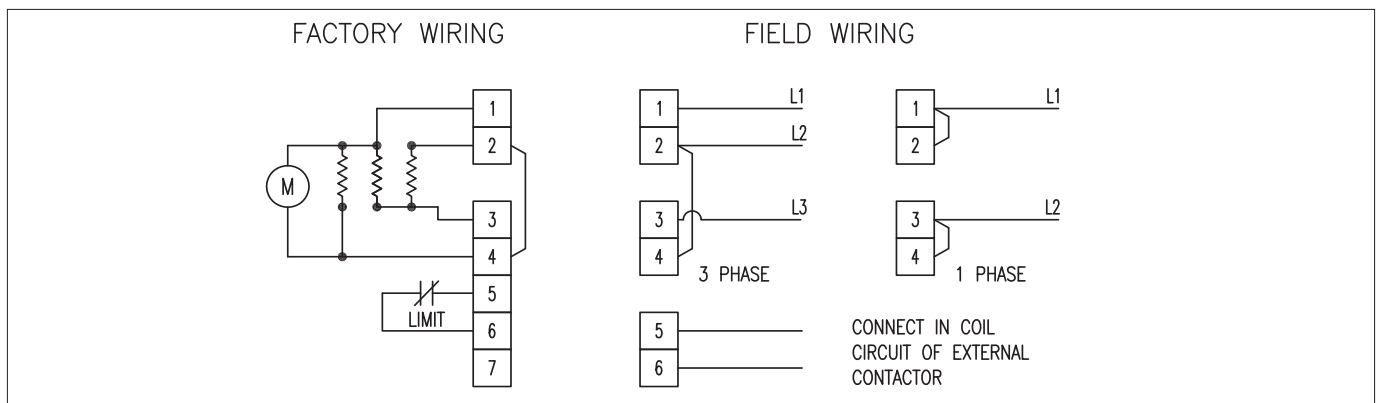 FACTORY WIRING
FIELD WIRING
1
2
3
4
5
6
7
M
LIMIT
1
2
3
4
L1
L2
L3
3 PHASE
1
2
3
4
L1
L2
1 PHASE
5
6
CONNECT IN COIL
CIRCUIT OF EXTERNAL
CONTACTOR